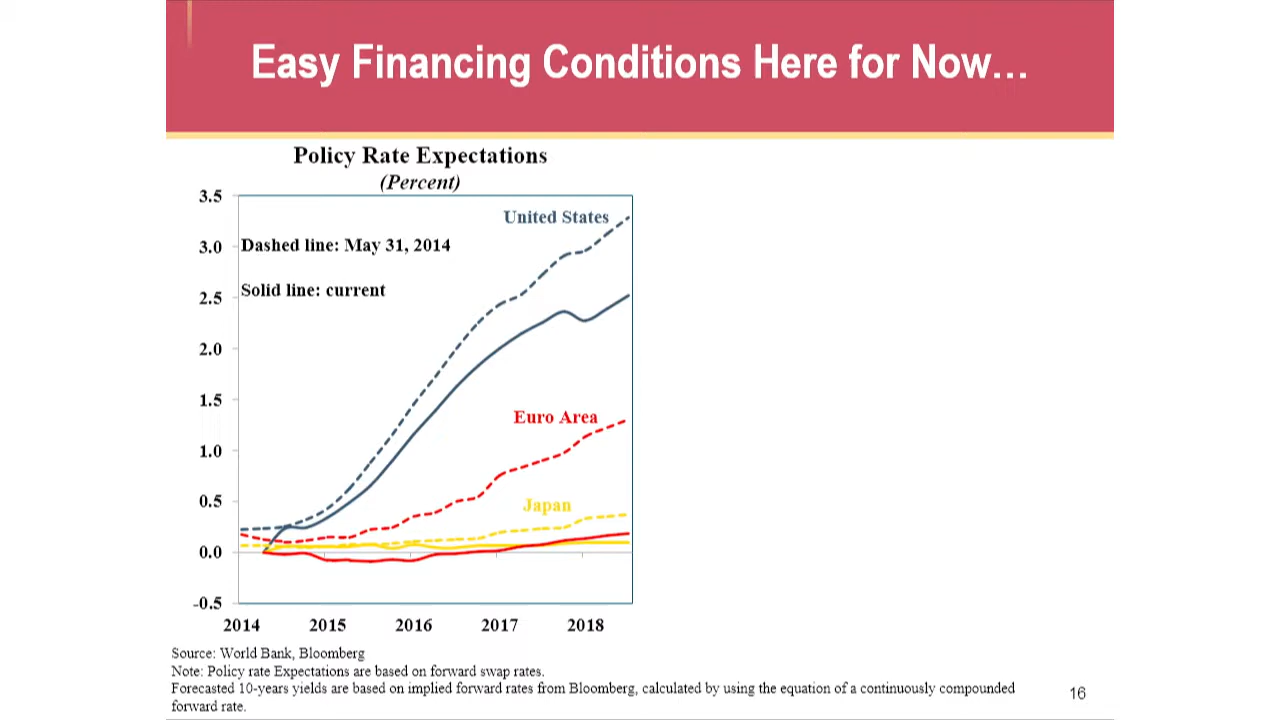 Easy Financing Conditions Here for Now…
Policy Rate Expectations
(Percent)
3.5
United States
3.0
Dashed line: May 31, 2014
Solid line: current
2.5
2.0
1.5
Euro Area
1.0
Japan
0.5
0.0
-0.5
2014 2015 2016 2017 2018
Source: World Bank, Bloomberg
Note: Policy rate Expectations are based on forward swap rates.
Forecasted 10-years yields are based on implied forward rates from Bloomberg, calculated by using the equation of a continuously compounded
forward rate.
16